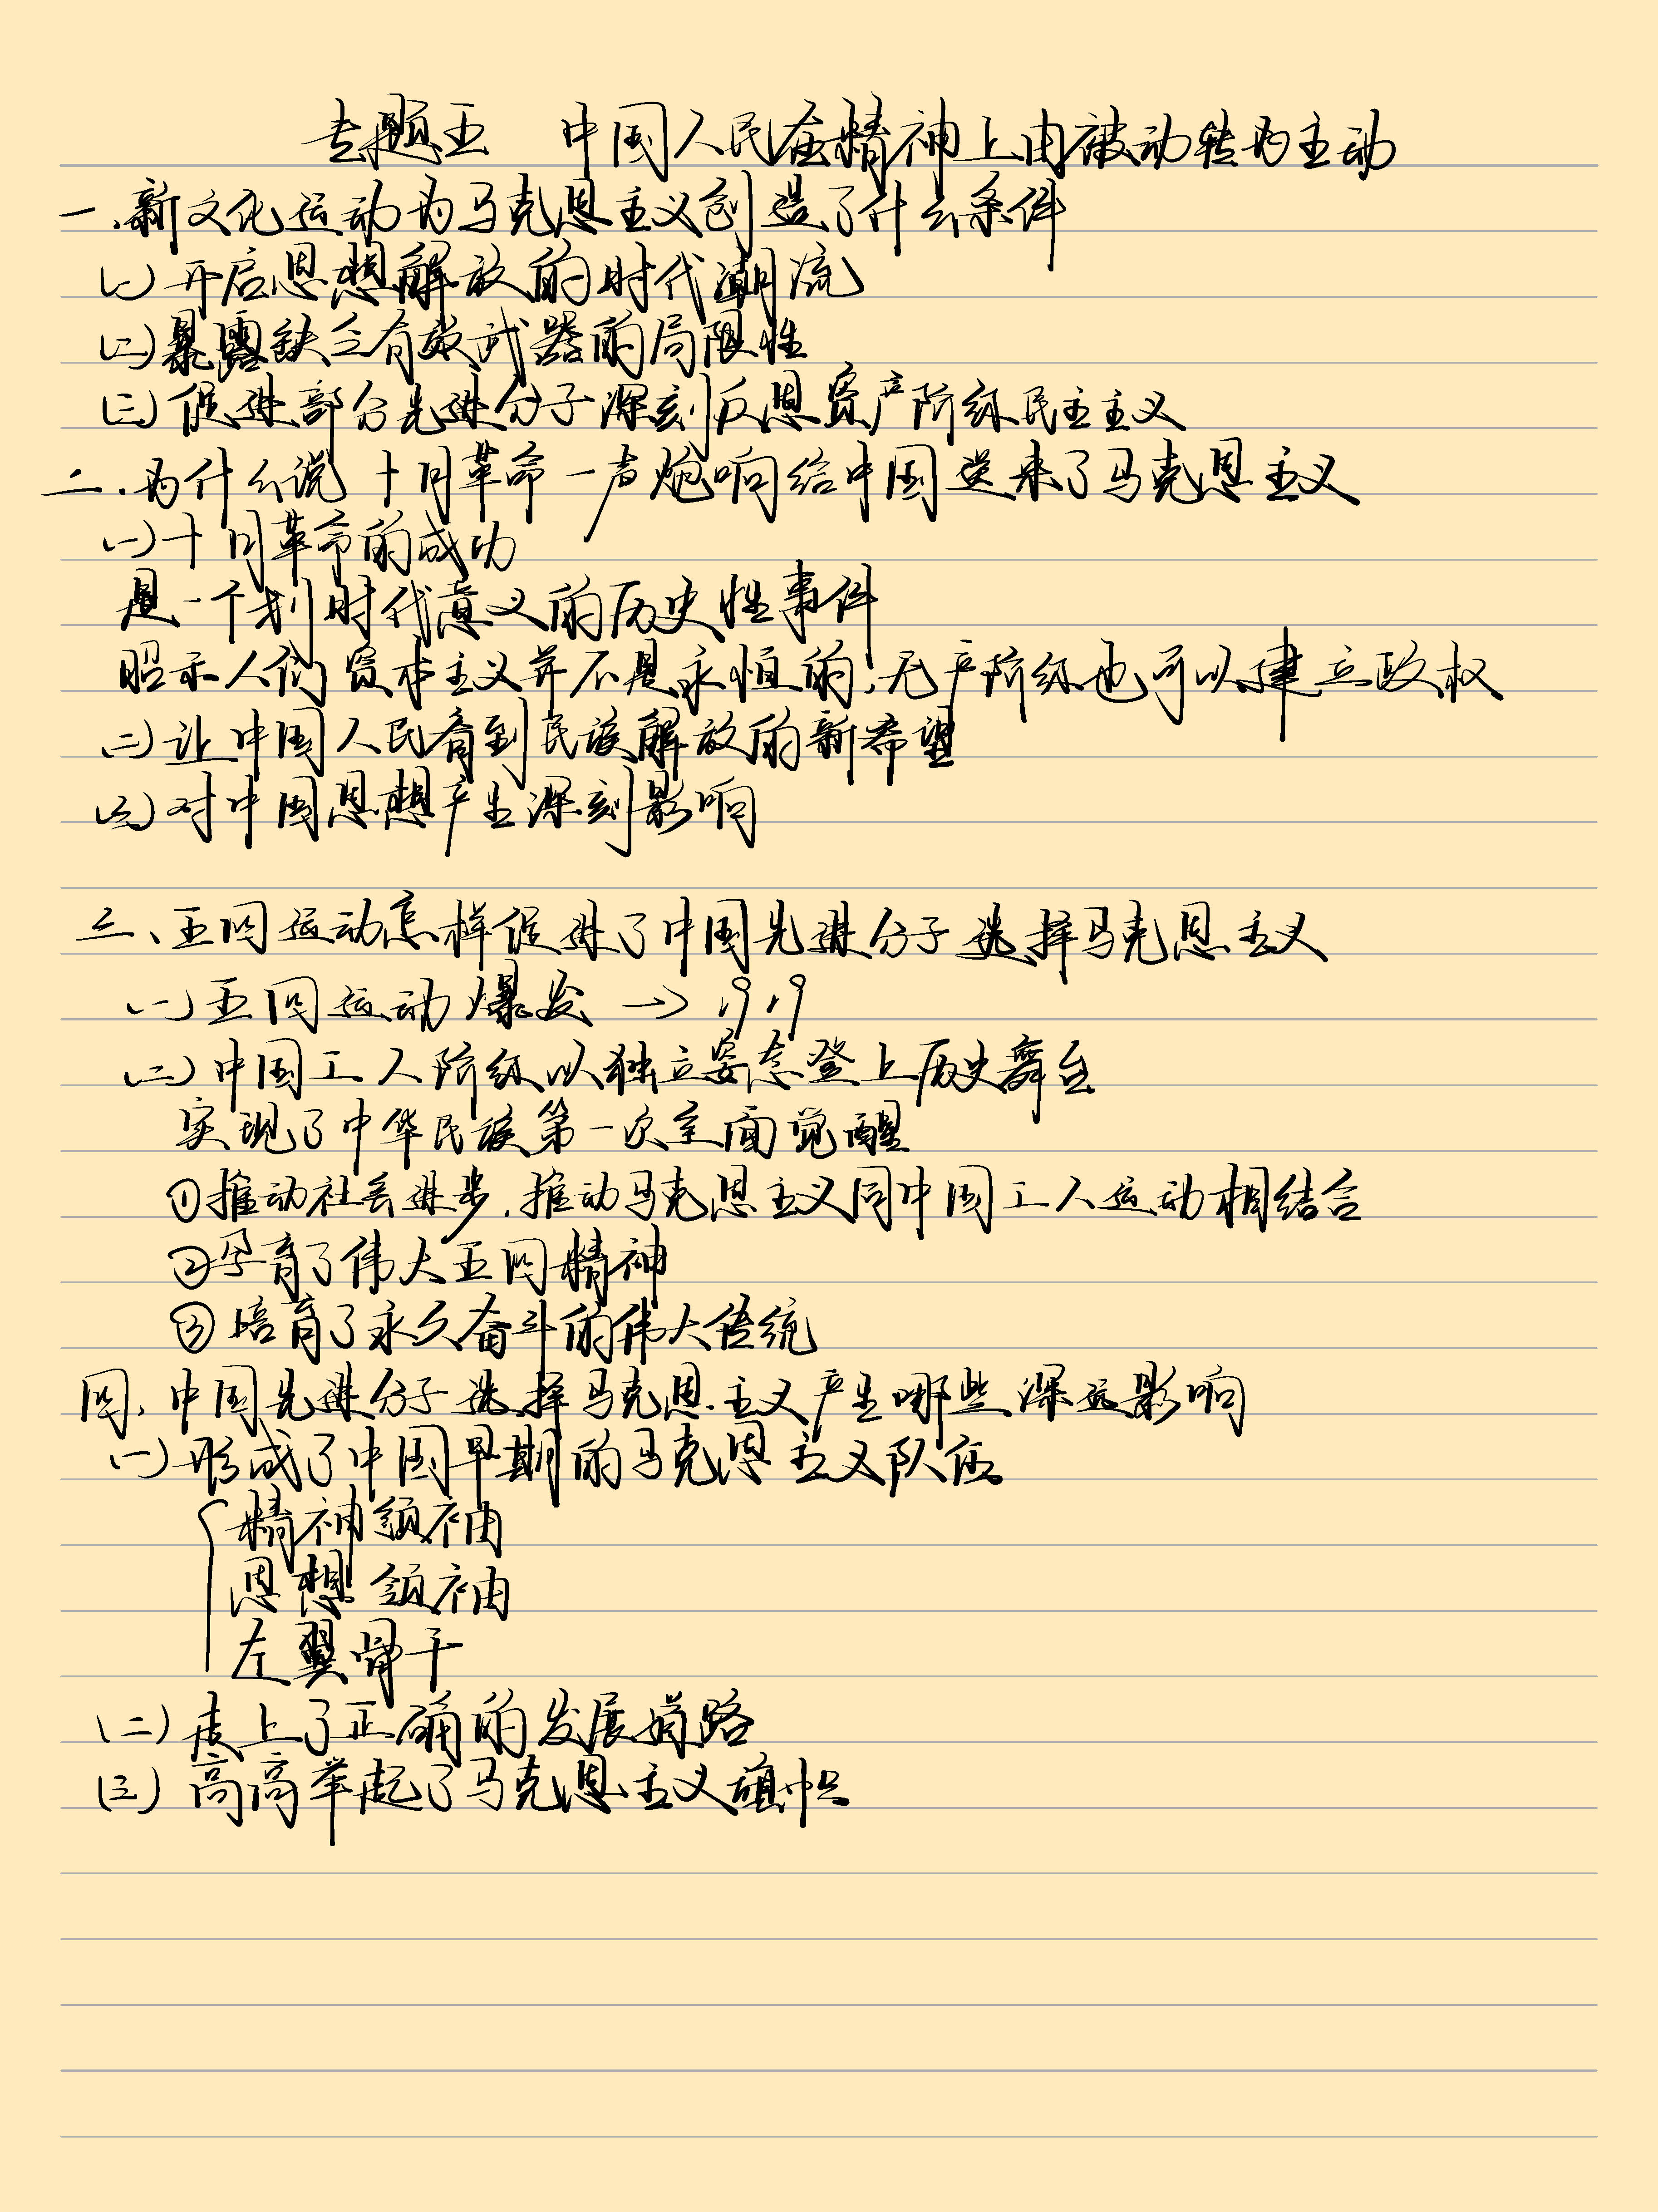 专题五 中国人民在精神上由被动转为主动
一.新文化运动为马克思主义创造了什么条件
(一)开启思想解放的时代潮流
(二)暴露缺乏有效武器的局限性
(三)促进部分先进分子深刻反思资产阶级民主主义
二.为什么说十月革命一声炮响给中国送来了马克思主义
(一)十月革命的成功
是一个划时代意义的历史性事件
昭示人们资本主义并不是永恒的,无产阶级也可以建立政权
(二)让中国人民看到民族解放的新希望
(三)对中国思想产生深刻影响
三、五四运动怎样促进了中国先进分子选择马克思主义
(一)五四运动爆发→1919
(二)中国工人阶级以独立姿态登上历史舞台
实现了中华民族第一次全面觉醒
①推动社会进步,推动马克思主义同中国工人运动相结合
②孕育了伟大五四精神
③培育了永久奋斗的伟大传统
四、中国先进分子选择马克思主义产生哪些深远影响
(一)形成了中国早期的马克思主义队伍
精神领袖
思想领袖
左翼骨干
(二)走上了正确的发展道路
(三)高高举起了马克思主义旗帜